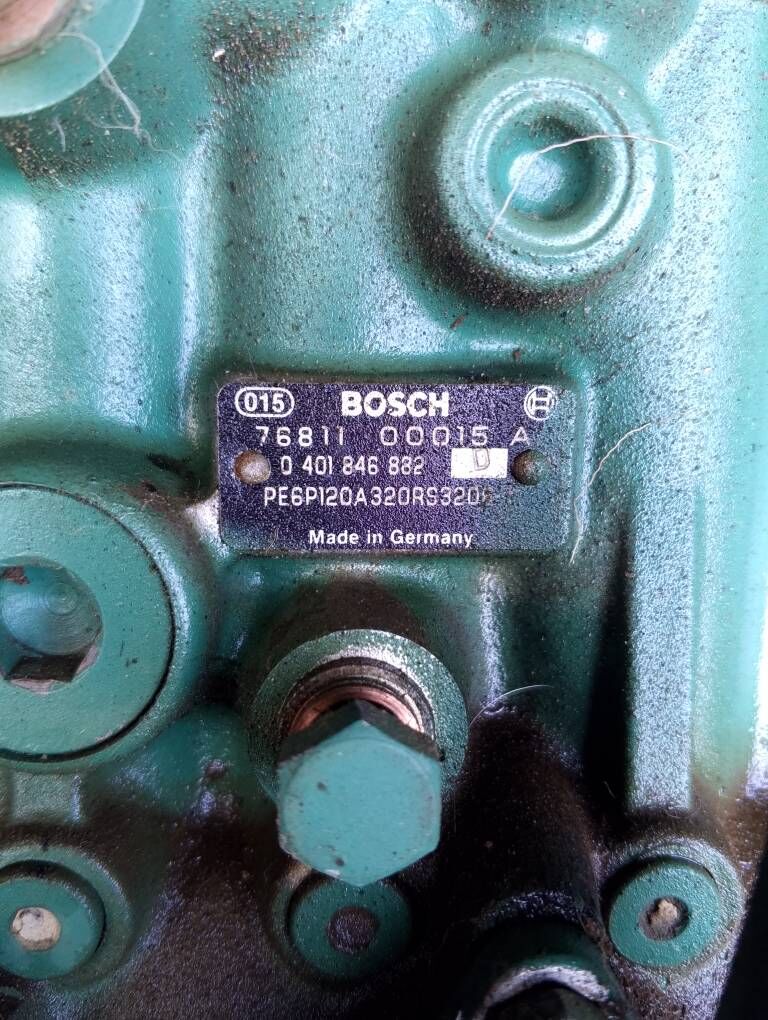 015 BOSCH
76811 00015 A
0 401 846 882 D
PE6P120A320RS320
Made in Germany